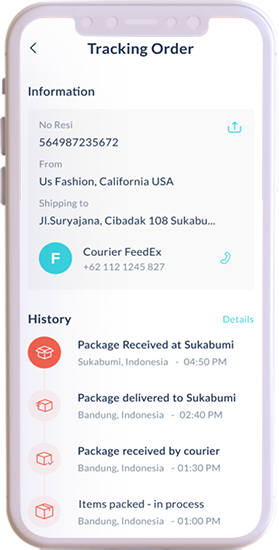 Tracking Order
Information
No Resi
564987235672
From
Us Fashion, California USA
Shipping to
Jl.Suryajana, Cibadak 108 Sukabu...
F
Courier FeedEx
+62 112 1245 827
History
Details
Package Received at Sukabumi
Sukabumi, Indonesia - 04:50 PM
Package delivered to Sukabumi
Bandung, Indonesia - 02:40 PM
Package received by courier
Bandung, Indonesia - 01:30 PM
Items packed - in process
Bandung, Indonesia - 01:00 PM